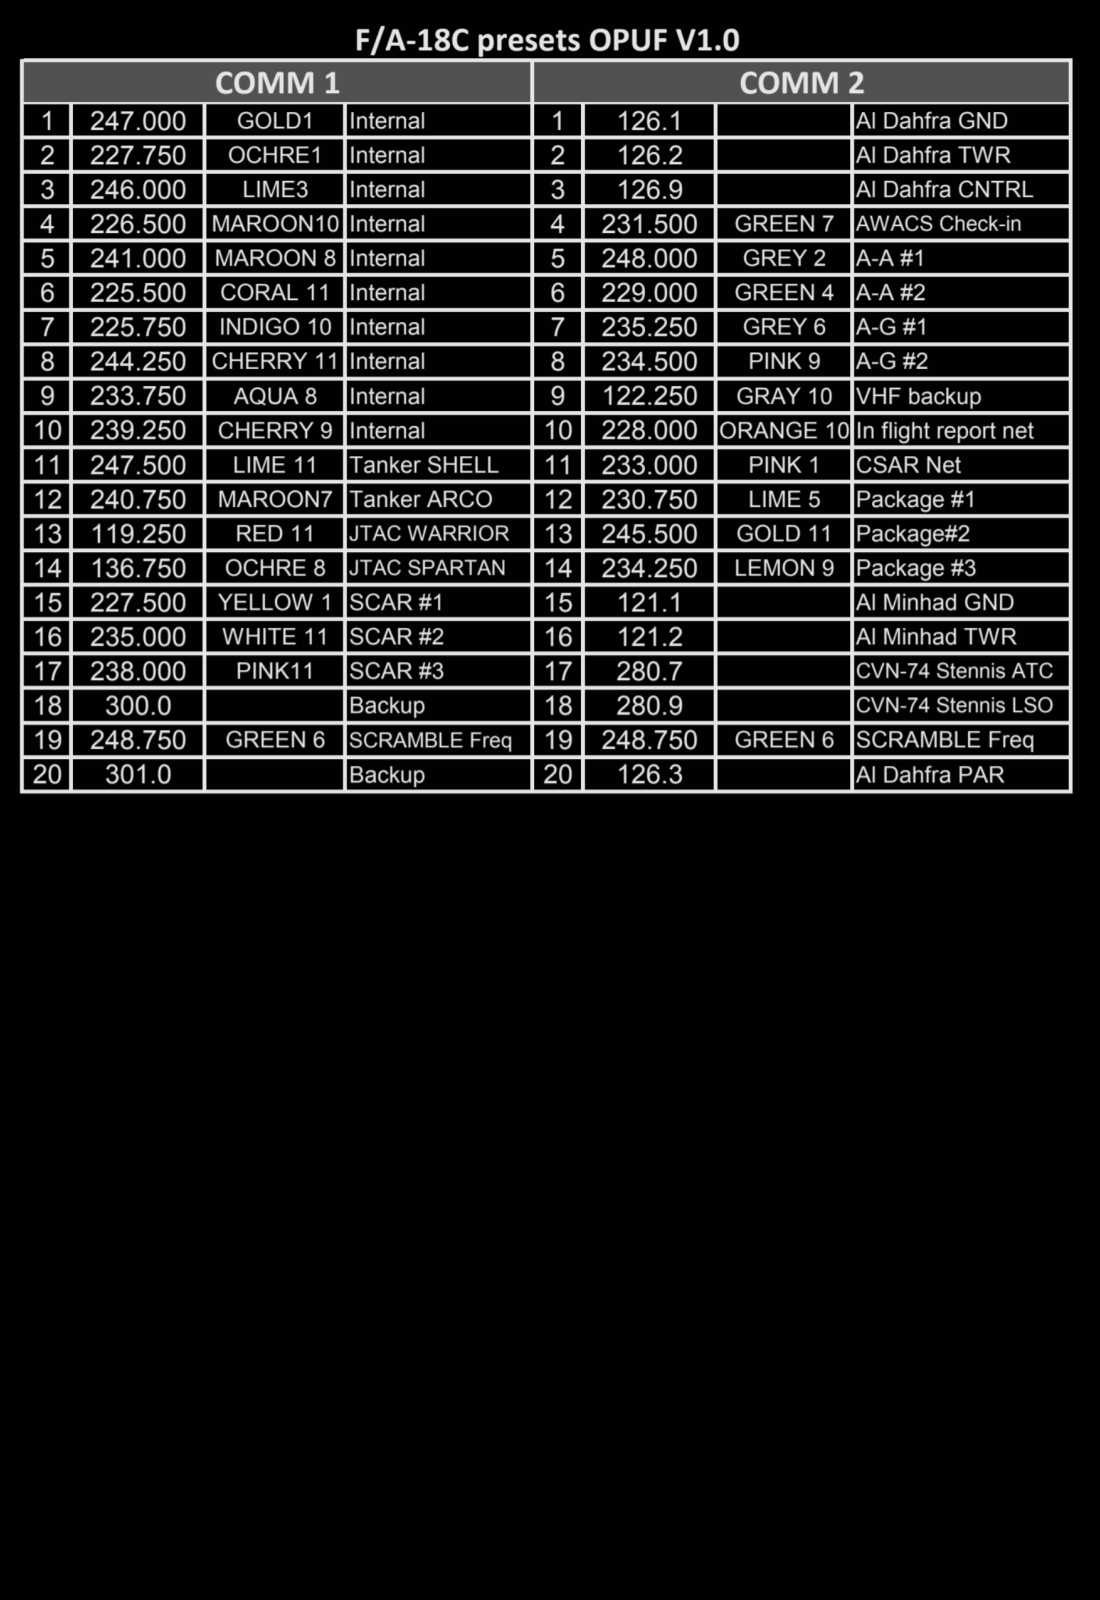 F/A-18C presets OPUF V1.0
COMM 1 COMM 2
1 247.000 GOLD1 Internal 1 126.1 Al Dahfra GND
2 227.750 OCHRE1 Internal 2 126.2 Al Dahfra TWR
3 246.000 LIME3 Internal 3 126.9 Al Dahfra CNTRL
4 226.500 MAROON10 Internal 4 231.500 GREEN 7 AWACS Check-in
5 241.000 MAROON 8 Internal 5 248.000 GREY 2 A-A #1
6 225.500 CORAL 11 Internal 6 229.000 GREEN 4 A-A #2
7 225.750 INDIGO 10 Internal 7 235.250 GREY 6 A-G #1
8 244.250 CHERRY 11 Internal 8 234.500 PINK 9 A-G #2
9 233.750 AQUA 8 Internal 9 122.250 GRAY 10 VHF backup
10 239.250 CHERRY 9 Internal 10 228.000 ORANGE 10 In flight report net
11 247.500 LIME 11 Tanker SHELL 11 233.000 PINK 1 CSAR Net
12 240.750 MAROON7 Tanker ARCO 12 230.750 LIME 5 Package #1
13 119.250 RED 11 JTAC WARRIOR 13 245.500 GOLD 11 Package#2
14 136.750 OCHRE 8 JTAC SPARTAN 14 234.250 LEMON 9 Package #3
15 227.500 YELLOW 1 SCAR #1 15 121.1 Al Minhad GND
16 235.000 WHITE 11 SCAR #2 16 121.2 Al Minhad TWR
17 238.000 PINK11 SCAR #3 17 280.7 CVN-74 Stennis ATC
18 300.0 Backup 18 280.9 CVN-74 Stennis LSO
19 248.750 GREEN 6 SCRAMBLE Freq 19 248.750 GREEN 6 SCRAMBLE Freq
20 301.0 Backup 20 126.3 Al Dahfra PAR